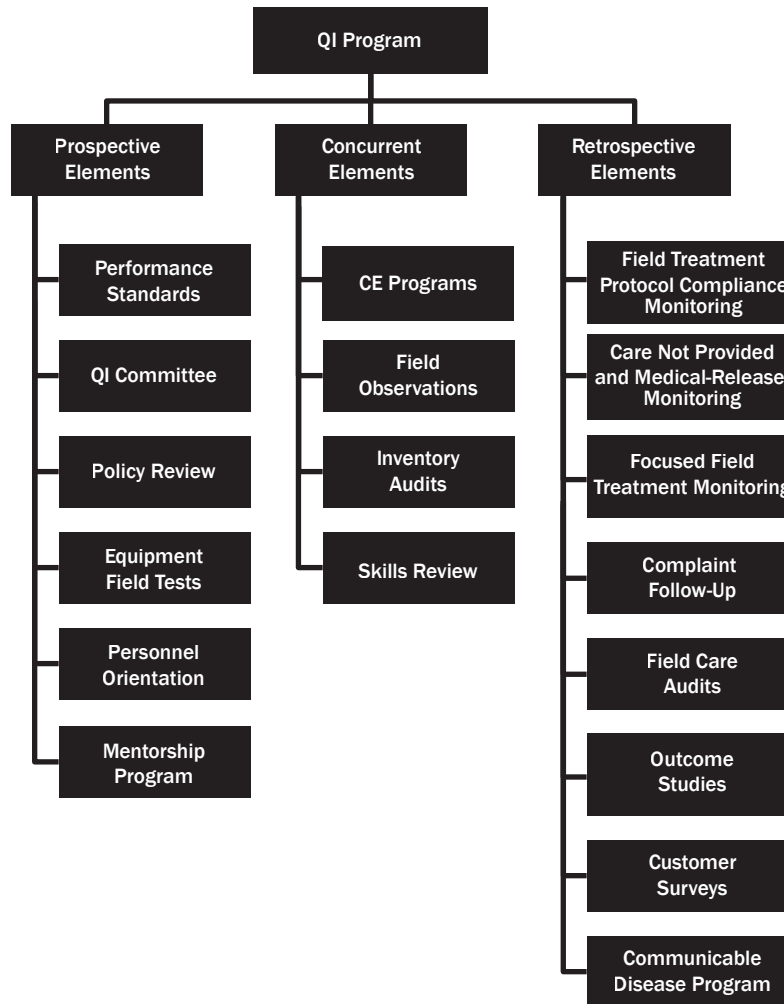 QI Program
Prospective
Elements
Performance
Standards
QI Committee
Policy Review
Equipment
Field Tests
Personnel
Orientation
Mentorship
Program
Concurrent
Elements
CE Programs
Field
Observations
Inventory
Audits
Skills Review
Retrospective
Elements
Field Treatment
Protocol Compliance
Monitoring
Care Not Provided
and Medical-Release
Monitoring
Focused Field
Treatment Monitoring
Complaint
Follow-Up
Field Care
Audits
Outcome
Studies
Customer
Surveys
Communicable
Disease Program